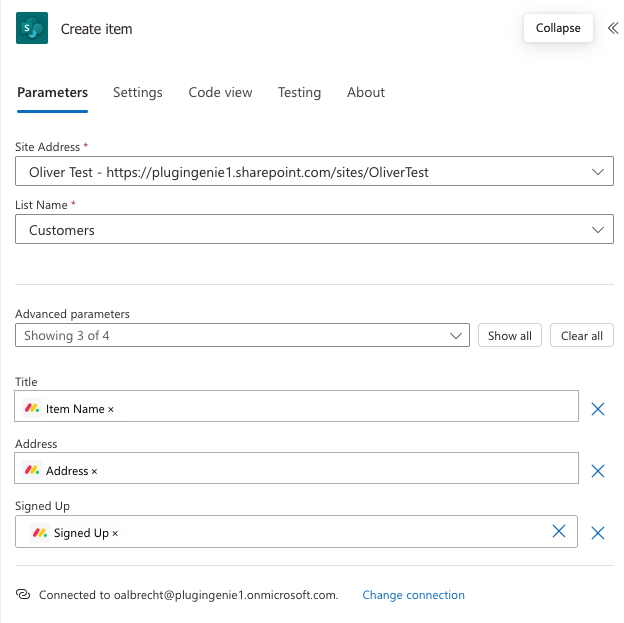 S
Create item
Collapse
Parameters Settings Code view Testing About
Site Address *
Oliver Test - https://plugingenie1.sharepoint.com/sites/OliverTest
List Name *
Customers
Advanced parameters
Showing 3 of 4
Show all
Clear all
Title
Item Name ×
Address
Address ×
Signed Up
Signed Up ×
Connected to oalbrecht@plugingenie1.onmicrosoft.com. Change connection